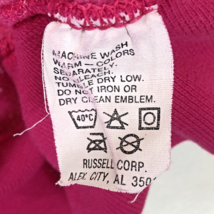 MACHINE WASH
WARM - COLORS
SEPARATELY.
NO BLEACH.
TUMBLE DRY LOW.
DO NOT IRON OR
DRY CLEAN EMBLEM.
40°C
RUSSELL CORP.
ALEX CITY, AL 350